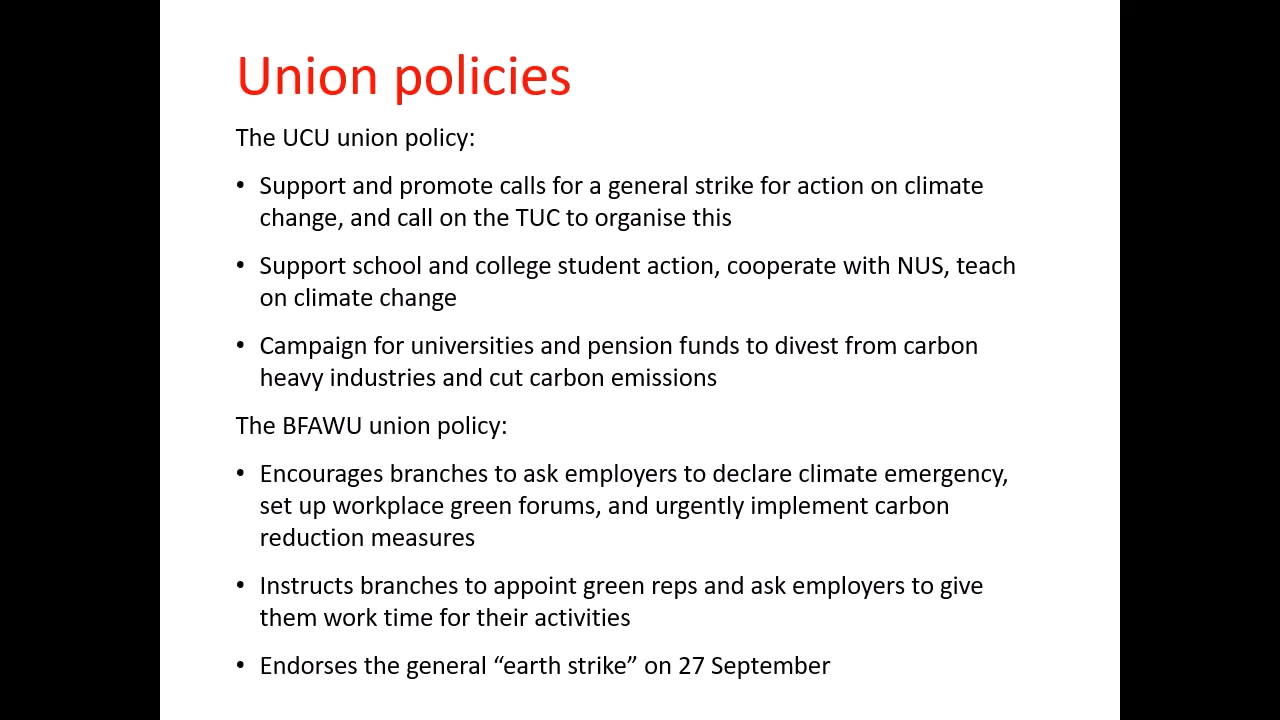 Union policies
The UCU union policy:
• Support and promote calls for a general strike for action on climate
change, and call on the TUC to organise this
• Support school and college student action, cooperate with NUS, teach
on climate change
• Campaign for universities and pension funds to divest from carbon
heavy industries and cut carbon emissions
The BFAWU union policy:
• Encourages branches to ask employers to declare climate emergency,
set up workplace green forums, and urgently implement carbon
reduction measures
• Instructs branches to appoint green reps and ask employers to give
them work time for their activities
• Endorses the general “earth strike” on 27 September